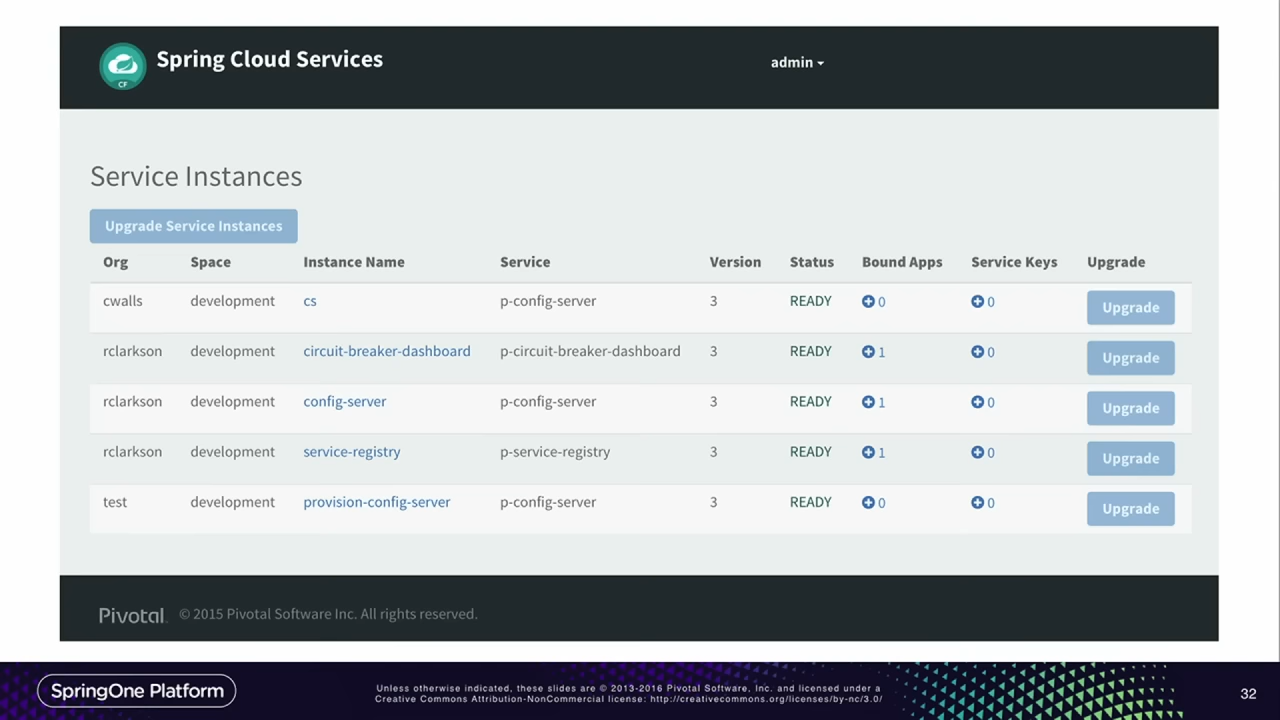 Spring Cloud Services
CF
admin
Service Instances
Upgrade Service Instances
Org Space Instance Name Service Version Status Bound Apps Service Keys Upgrade
cwalls development cs p-config-server 3 READY 0 0 Upgrade
rclarkson development circuit-breaker-dashboard p-circuit-breaker-dashboard 3 READY 1 0 Upgrade
rclarkson development config-server p-config-server 3 READY 1 0 Upgrade
rclarkson development service-registry p-service-registry 3 READY 1 0 Upgrade
test development provision-config-server p-config-server 3 READY 0 0 Upgrade
Pivotal. © 2015 Pivotal Software Inc. All rights reserved.
SpringOne Platform
Unless otherwise indicated, these slides are © 2013-2016 Pivotal Software, Inc. and licensed under a
Creative Commons Attribution-NonCommercial license: http://creativecommons.org/licenses/by-nc/3.0/
32